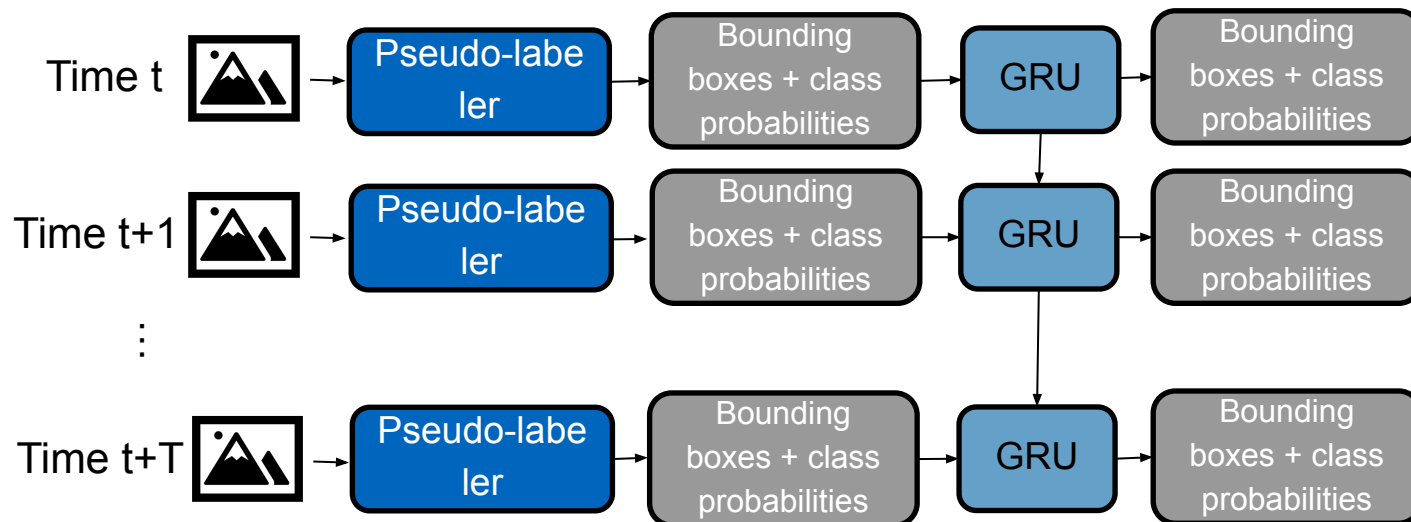 Time t
Pseudo-labe
ler
Bounding
boxes + class
probabilities
GRU
Bounding
boxes + class
probabilities
Time t+1
Pseudo-labe
ler
Bounding
boxes + class
probabilities
GRU
Bounding
boxes + class
probabilities
⋮
Time t+T
Pseudo-labe
ler
Bounding
boxes + class
probabilities
GRU
Bounding
boxes + class
probabilities